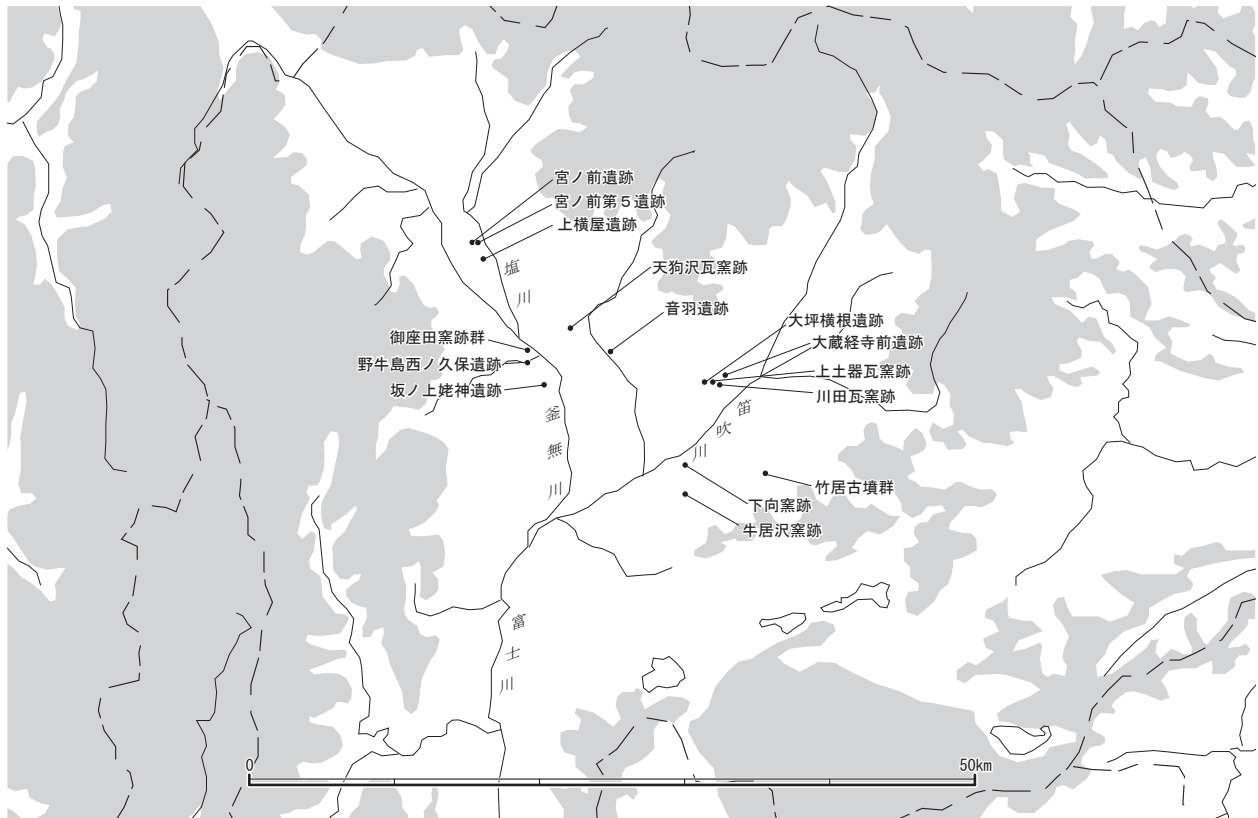 宮ノ前遺跡
宮ノ前第５遺跡
上横屋遺跡
塩川
天狗沢瓦窯跡
音羽遺跡
大坪横根遺跡
大蔵経寺前遺跡
上土器瓦窯跡
川田瓦窯跡
御座田窯跡群
野牛島西ノ久保遺跡
坂ノ上姥神遺跡
釜無川
笛吹川
竹居古墳群
下向窯跡
牛居沢窯跡
富士川
0
50km